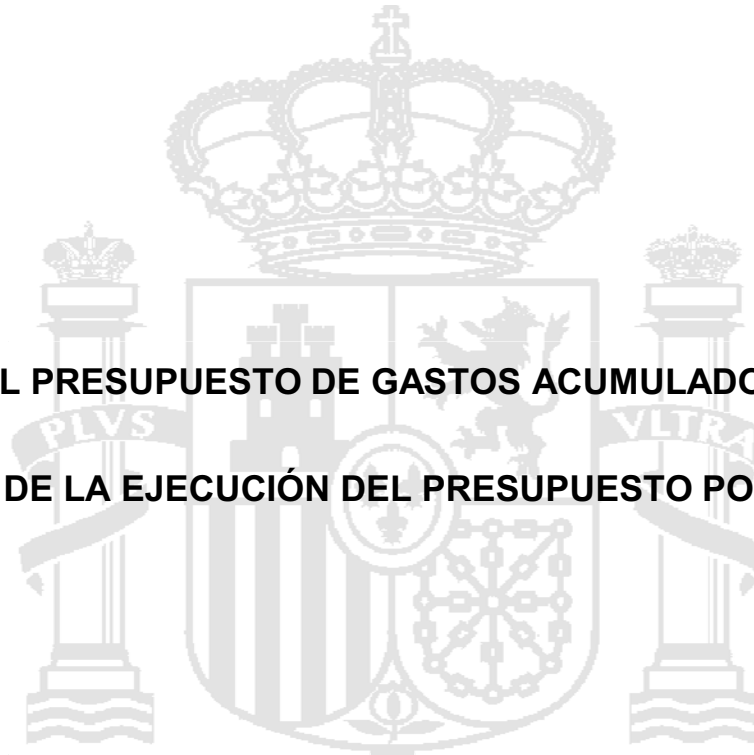 L PRESUPUESTO DE GASTOS ACUMULADO
PLVS
VLTRA
DE LA EJECUCIÓN DEL PRESUPUESTO PO